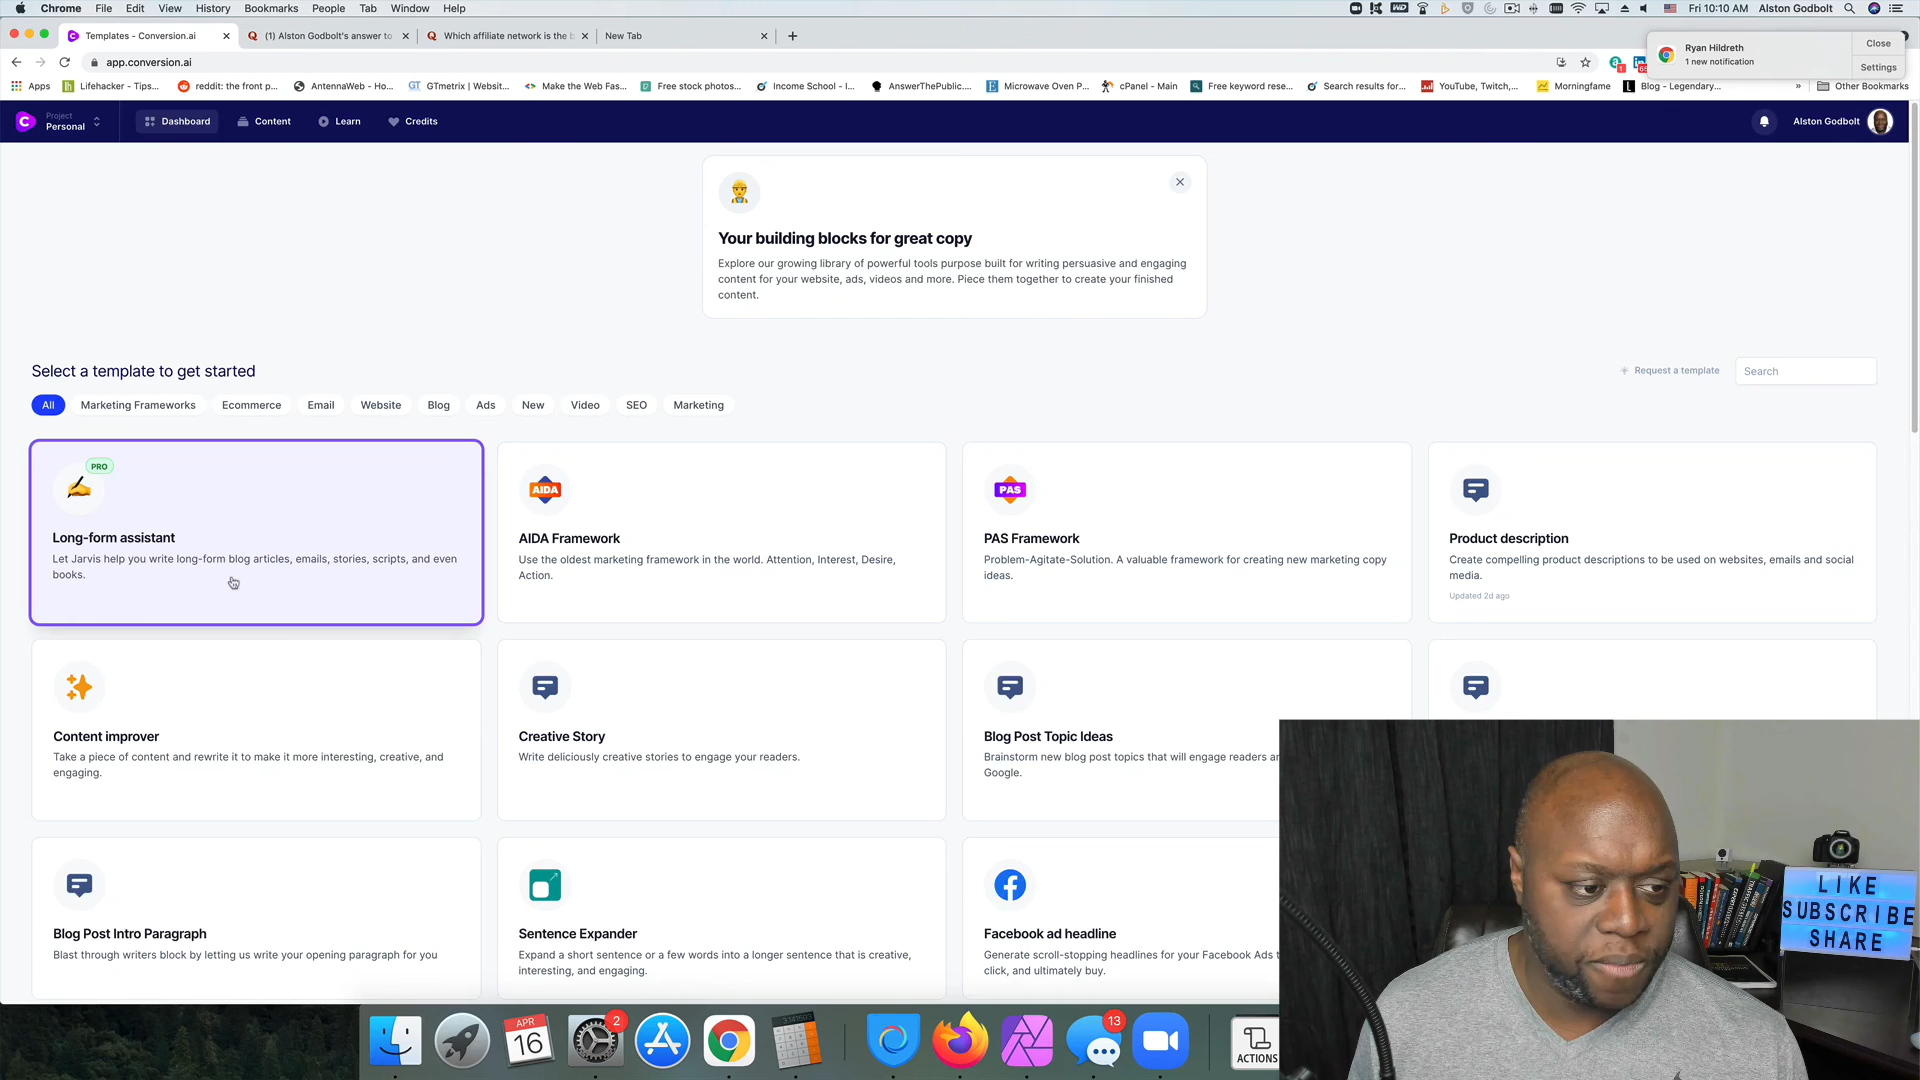 Chrome File Edit View History Bookmarks People Tab Window Help
Fri 10:10 AM Alston Godbolt
Templates - Conversion.ai
(1) Alston Godbolt's answer to
Which affiliate network is the b
New Tab
app.conversion.ai
Ryan Hildreth
1 new notification
Close
Settings
Apps
Lifehacker - Tips...
reddit: the front p...
AntennaWeb - Ho...
GTmetrix | Websit...
Make the Web Fas...
Free stock photos...
Income School - I...
AnswerThePublic....
Microwave Oven P...
cPanel - Main
Free keyword rese...
Search results for...
YouTube, Twitch,...
Morningfame
Blog - Legendary...
»
Other Bookmarks
Project
Personal
Dashboard
Content
Learn
Credits
Alston Godbolt
Your building blocks for great copy
Explore our growing library of powerful tools purpose built for writing persuasive and engaging
content for your website, ads, videos and more. Piece them together to create your finished
content.
Select a template to get started
Request a template
Search
All
Marketing Frameworks
Ecommerce
Email
Website
Blog
Ads
New
Video
SEO
Marketing
PRO
Long-form assistant
Let Jarvis help you write long-form blog articles, emails, stories, scripts, and even
books.
AIDA
AIDA Framework
Use the oldest marketing framework in the world. Attention, Interest, Desire,
Action.
PAS
PAS Framework
Problem-Agitate-Solution. A valuable framework for creating new marketing copy
ideas.
Product description
Create compelling product descriptions to be used on websites, emails and social
media.
Updated 2d ago
Content improver
Take a piece of content and rewrite it to make it more interesting, creative, and
engaging.
Creative Story
Write deliciously creative stories to engage your readers.
Blog Post Topic Ideas
Brainstorm new blog post topics that will engage readers
Google.
Blog Post Intro Paragraph
Blast through writers block by letting us write your opening paragraph for you
Sentence Expander
Expand a short sentence or a few words into a longer sentence that is creative,
interesting, and engaging.
Facebook ad headline
Generate scroll-stopping headlines for your Facebook Ads
click, and ultimately buy.
LIKE
SUBSCRIBE
SHARE
APR
16
2
13
ACTIONS